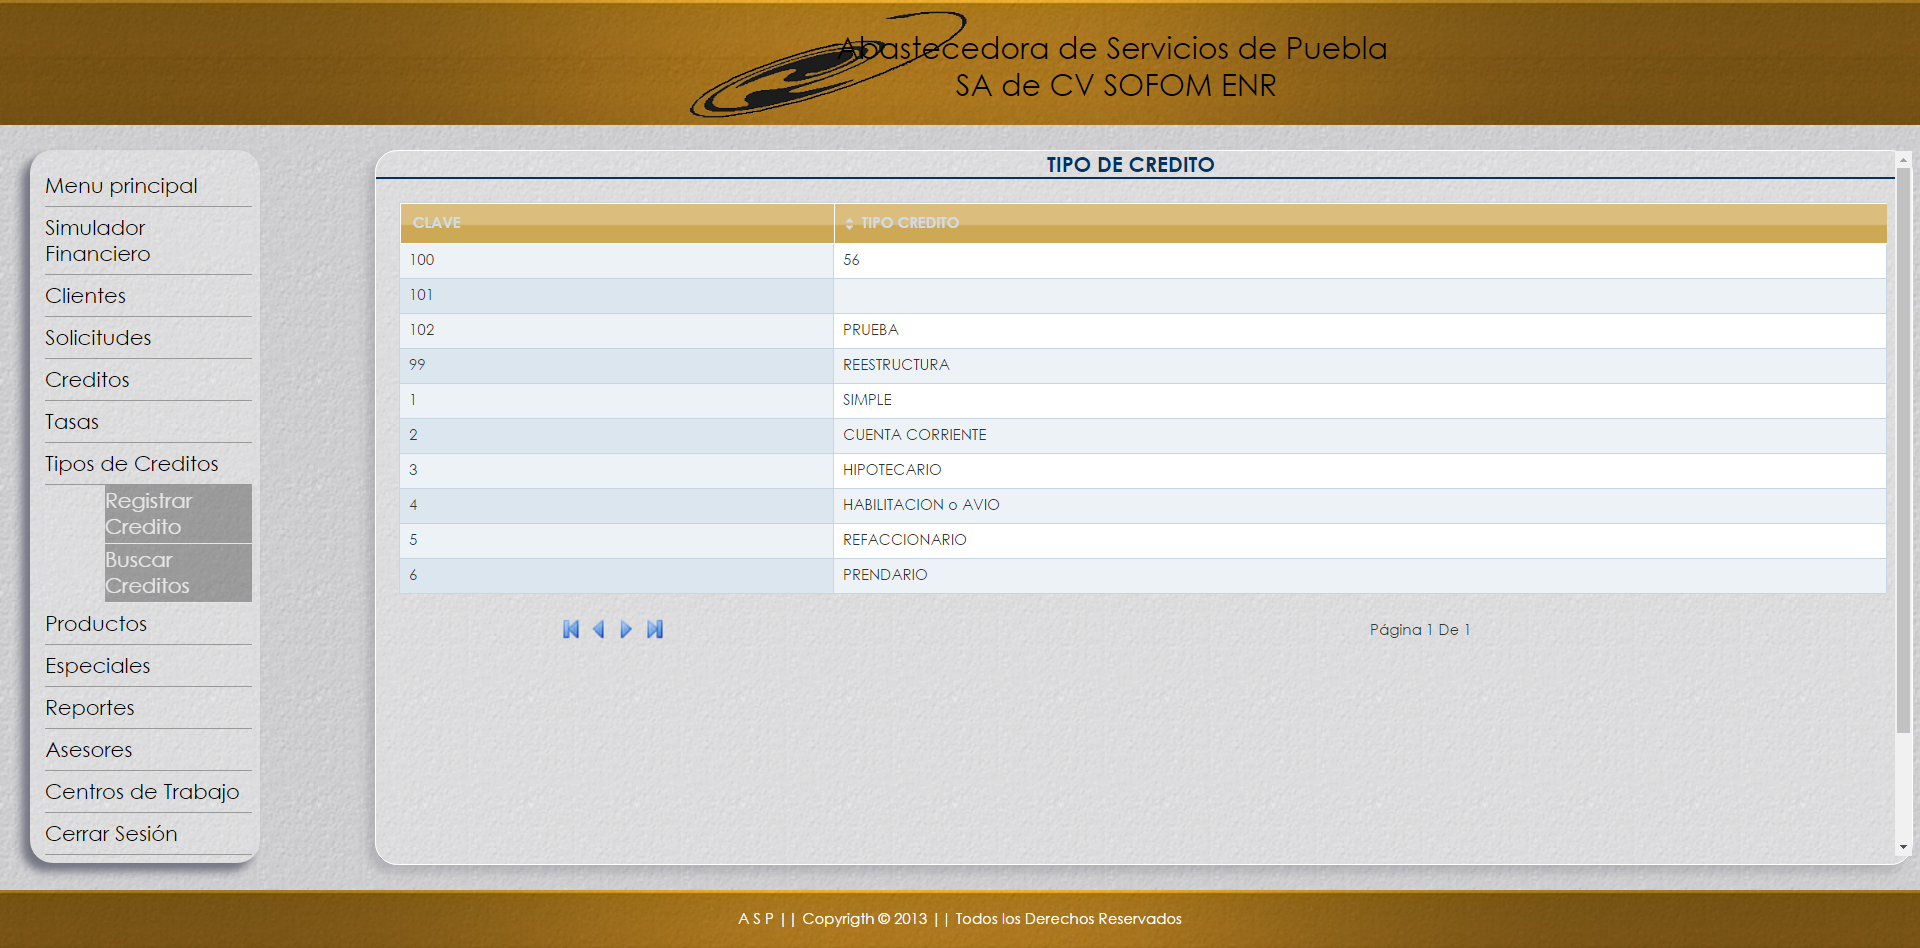 Abastecedora de Servicios de Puebla
SA de CV SOFOM ENR
Menu principal
Simulador
Financiero
Clientes
Solicitudes
Creditos
Tasas
Tipos de Creditos
Registrar
Credito
Buscar
Creditos
Productos
Especiales
Reportes
Asesores
Centros de Trabajo
Cerrar Sesión
TIPO DE CREDITO
CLAVE TIPO CREDITO
100 56
101
102 PRUEBA
99 REESTRUCTURA
1 SIMPLE
2 CUENTA CORRIENTE
3 HIPOTECARIO
4 HABILITACION o AVIO
5 REFACCIONARIO
6 PRENDARIO
Página 1 De 1
A S P || Copyrigth © 2013 || Todos los Derechos Reservados